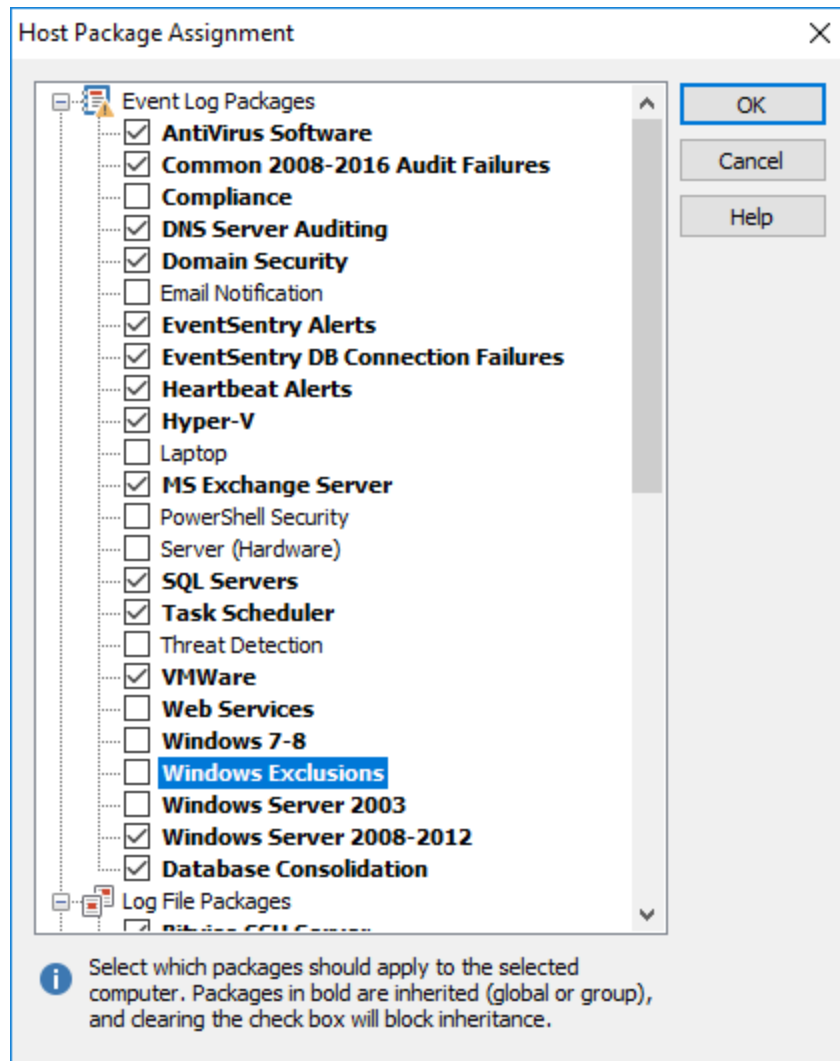 Host Package Assignment
Event Log Packages
AntiVirus Software
Common 2008-2016 Audit Failures
Compliance
DNS Server Auditing
Domain Security
Email Notification
EventSentry Alerts
EventSentry DB Connection Failures
Heartbeat Alerts
Hyper-V
Laptop
MS Exchange Server
PowerShell Security
Server (Hardware)
SQL Servers
Task Scheduler
Threat Detection
VMWare
Web Services
Windows 7-8
Windows Exclusions
Windows Server 2003
Windows Server 2008-2012
Database Consolidation
Log File Packages
OK
Cancel
Help
Select which packages should apply to the selected
computer. Packages in bold are inherited (global or group),
and clearing the check box will block inheritance.